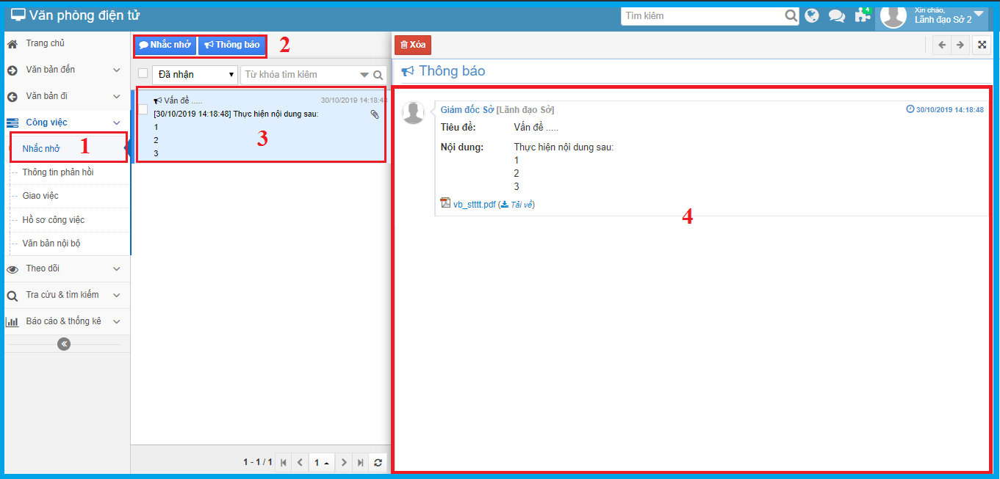 Văn phòng điện tử
Tìm kiếm
4
Xin chào,
Lãnh đạo Sở 2
Trang chủ
Văn bản đến
Văn bản đi
Công việc
Nhắc nhở
1
Thông tin phản hồi
Giao việc
Hồ sơ công việc
Văn bản nội bộ
Theo dõi
Tra cứu & tìm kiếm
Báo cáo & thống kê
Nhắc nhở Thông báo 2
Đã nhận Từ khóa tìm kiếm
Vấn đề ..... 30/10/2019 14:18:48
[30/10/2019 14:18:48] Thực hiện nội dung sau:
1
2
3
3
1 - 1 / 1 1
Xóa
Thông báo
Giám đốc Sở [Lãnh đạo Sở] 30/10/2019 14:18:48
Tiêu đề: Vấn đề .....
Nội dung: Thực hiện nội dung sau:
1
2
3
vb_stttt.pdf (Tải về)
4